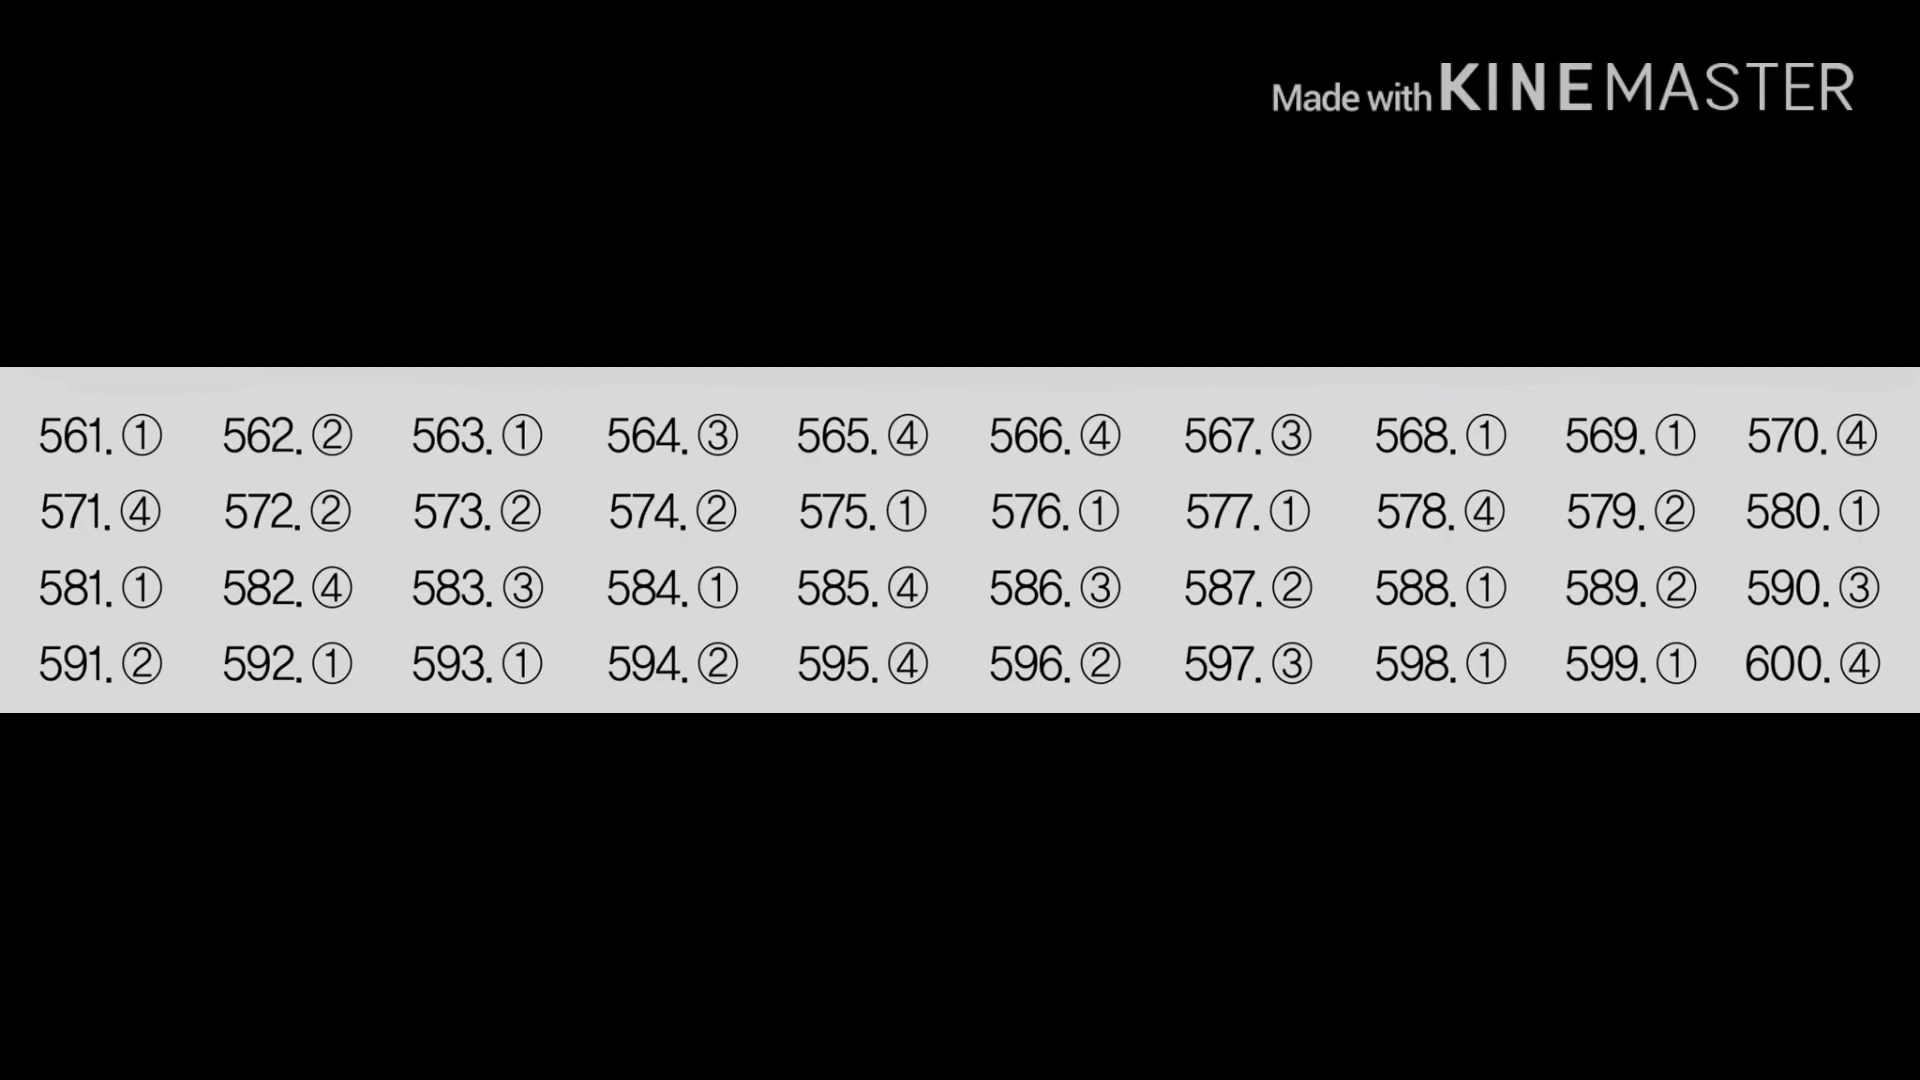 Made with KINEMASTER
561. ① 562. ② 563. ① 564. ③ 565. ④ 566. ④ 567. ③ 568. ① 569. ① 570. ④
571. ④ 572. ② 573. ② 574. ② 575. ① 576. ① 577. ① 578. ④ 579. ② 580. ①
581. ① 582. ④ 583. ③ 584. ① 585. ④ 586. ③ 587. ② 588. ① 589. ② 590. ③
591. ② 592. ① 593. ① 594. ② 595. ④ 596. ② 597. ③ 598. ① 599. ① 600. ④